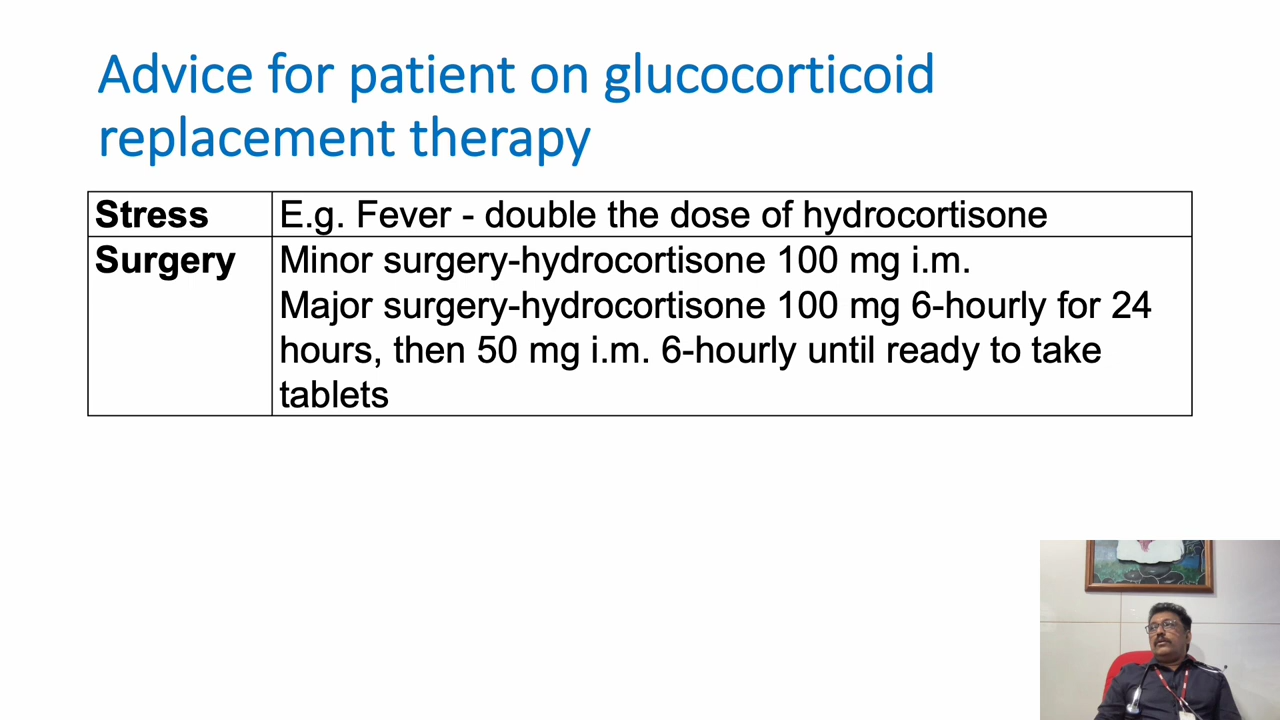 Advice for patient on glucocorticoid
replacement therapy
Stress
E.g. Fever - double the dose of hydrocortisone
Surgery
Minor surgery-hydrocortisone 100 mg i.m.
Major surgery-hydrocortisone 100 mg 6-hourly for 24
hours, then 50 mg i.m. 6-hourly until ready to take
tablets